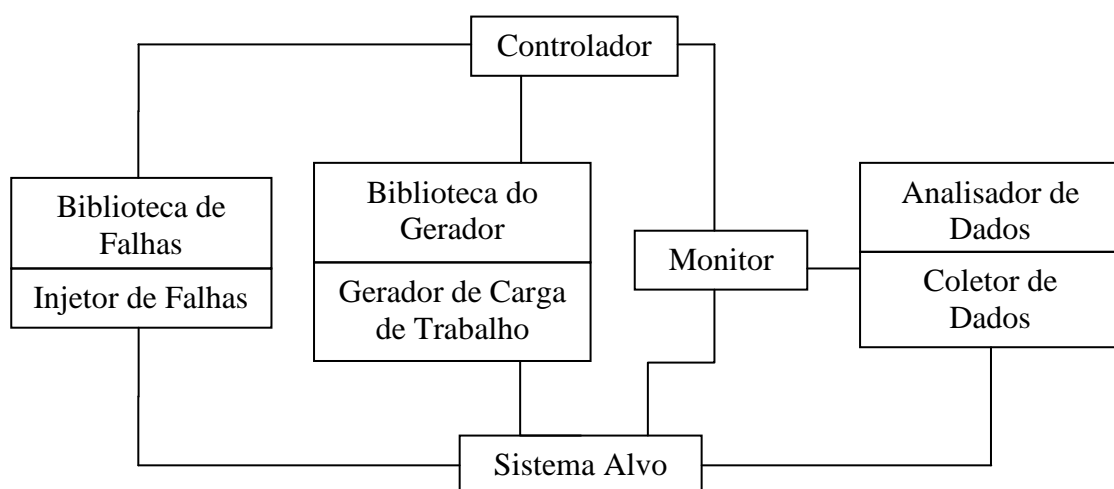 Controlador
Biblioteca de
Falhas
Injetor de Falhas
Biblioteca do
Gerador
Gerador de Carga
de Trabalho
Monitor
Analisador de
Dados
Coletor de
Dados
Sistema Alvo